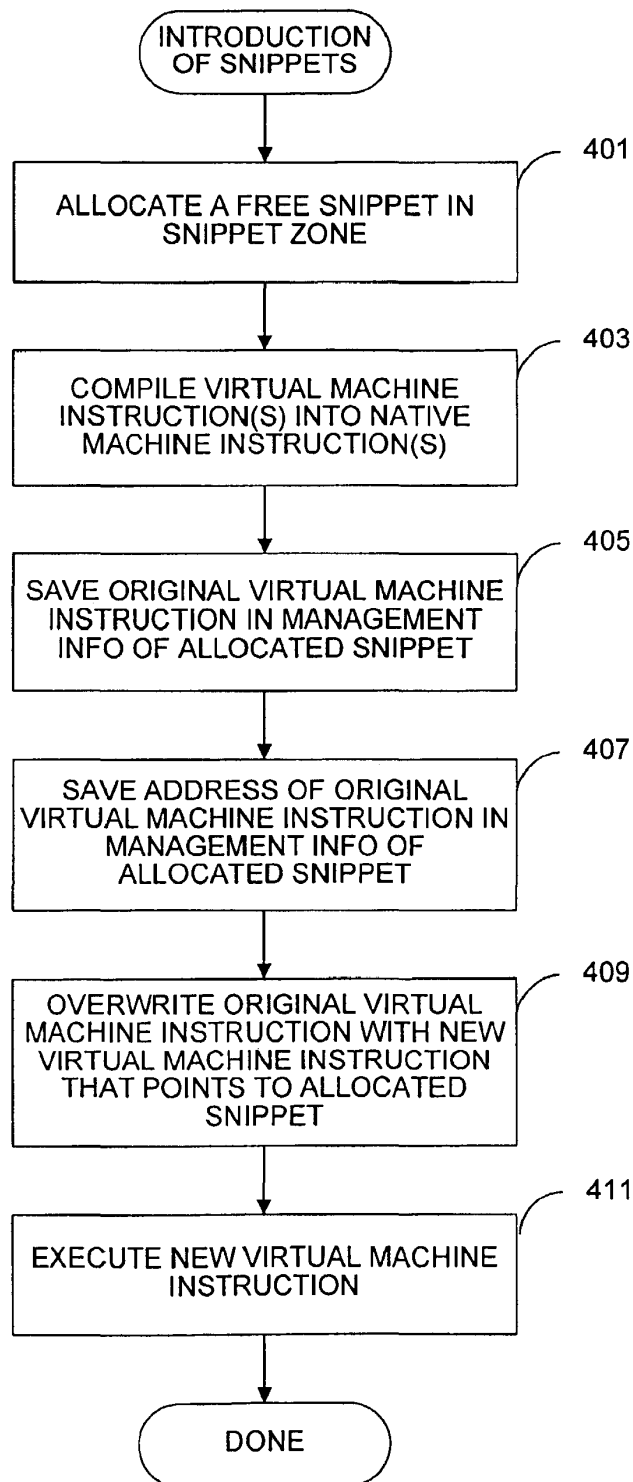 INTRODUCTION
OF SNIPPETS
401
ALLOCATE A FREE SNIPPET IN
SNIPPET ZONE
403
COMPILE VIRTUAL MACHINE
INSTRUCTION(S) INTO NATIVE
MACHINE INSTRUCTION(S)
405
SAVE ORIGINAL VIRTUAL MACHINE
INSTRUCTION IN MANAGEMENT
INFO OF ALLOCATED SNIPPET
407
SAVE ADDRESS OF ORIGINAL
VIRTUAL MACHINE INSTRUCTION IN
MANAGEMENT INFO OF
ALLOCATED SNIPPET
409
OVERWRITE ORIGINAL VIRTUAL
MACHINE INSTRUCTION WITH NEW
VIRTUAL MACHINE INSTRUCTION
THAT POINTS TO ALLOCATED
SNIPPET
411
EXECUTE NEW VIRTUAL MACHINE
INSTRUCTION
DONE